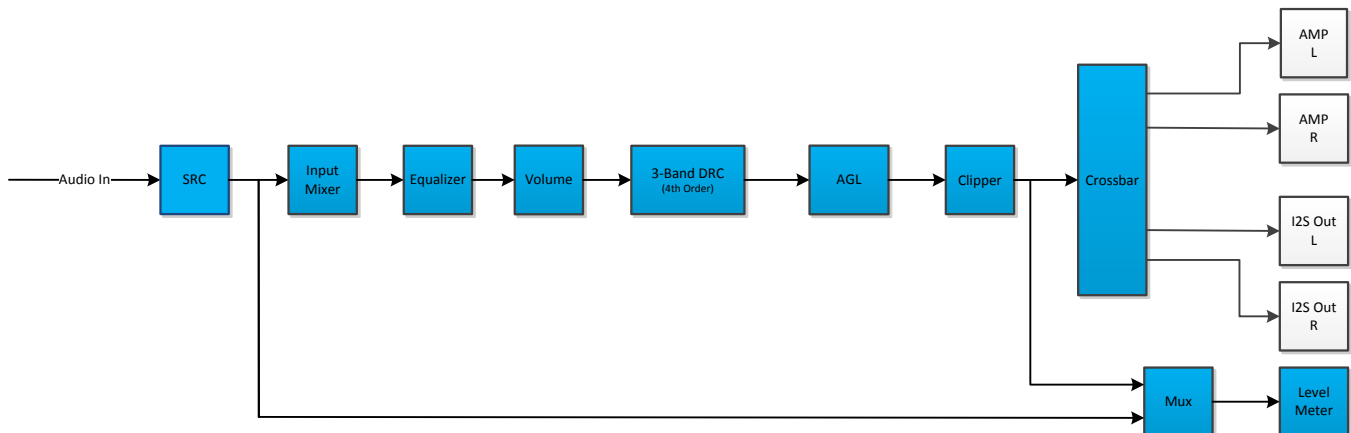 Audio In
SRC
Input
Mixer
Equalizer
Volume
3-Band DRC
(4th Order)
AGL
Clipper
Crossbar
AMP
L
AMP
R
I2S Out
L
I2S Out
R
Mux
Level
Meter